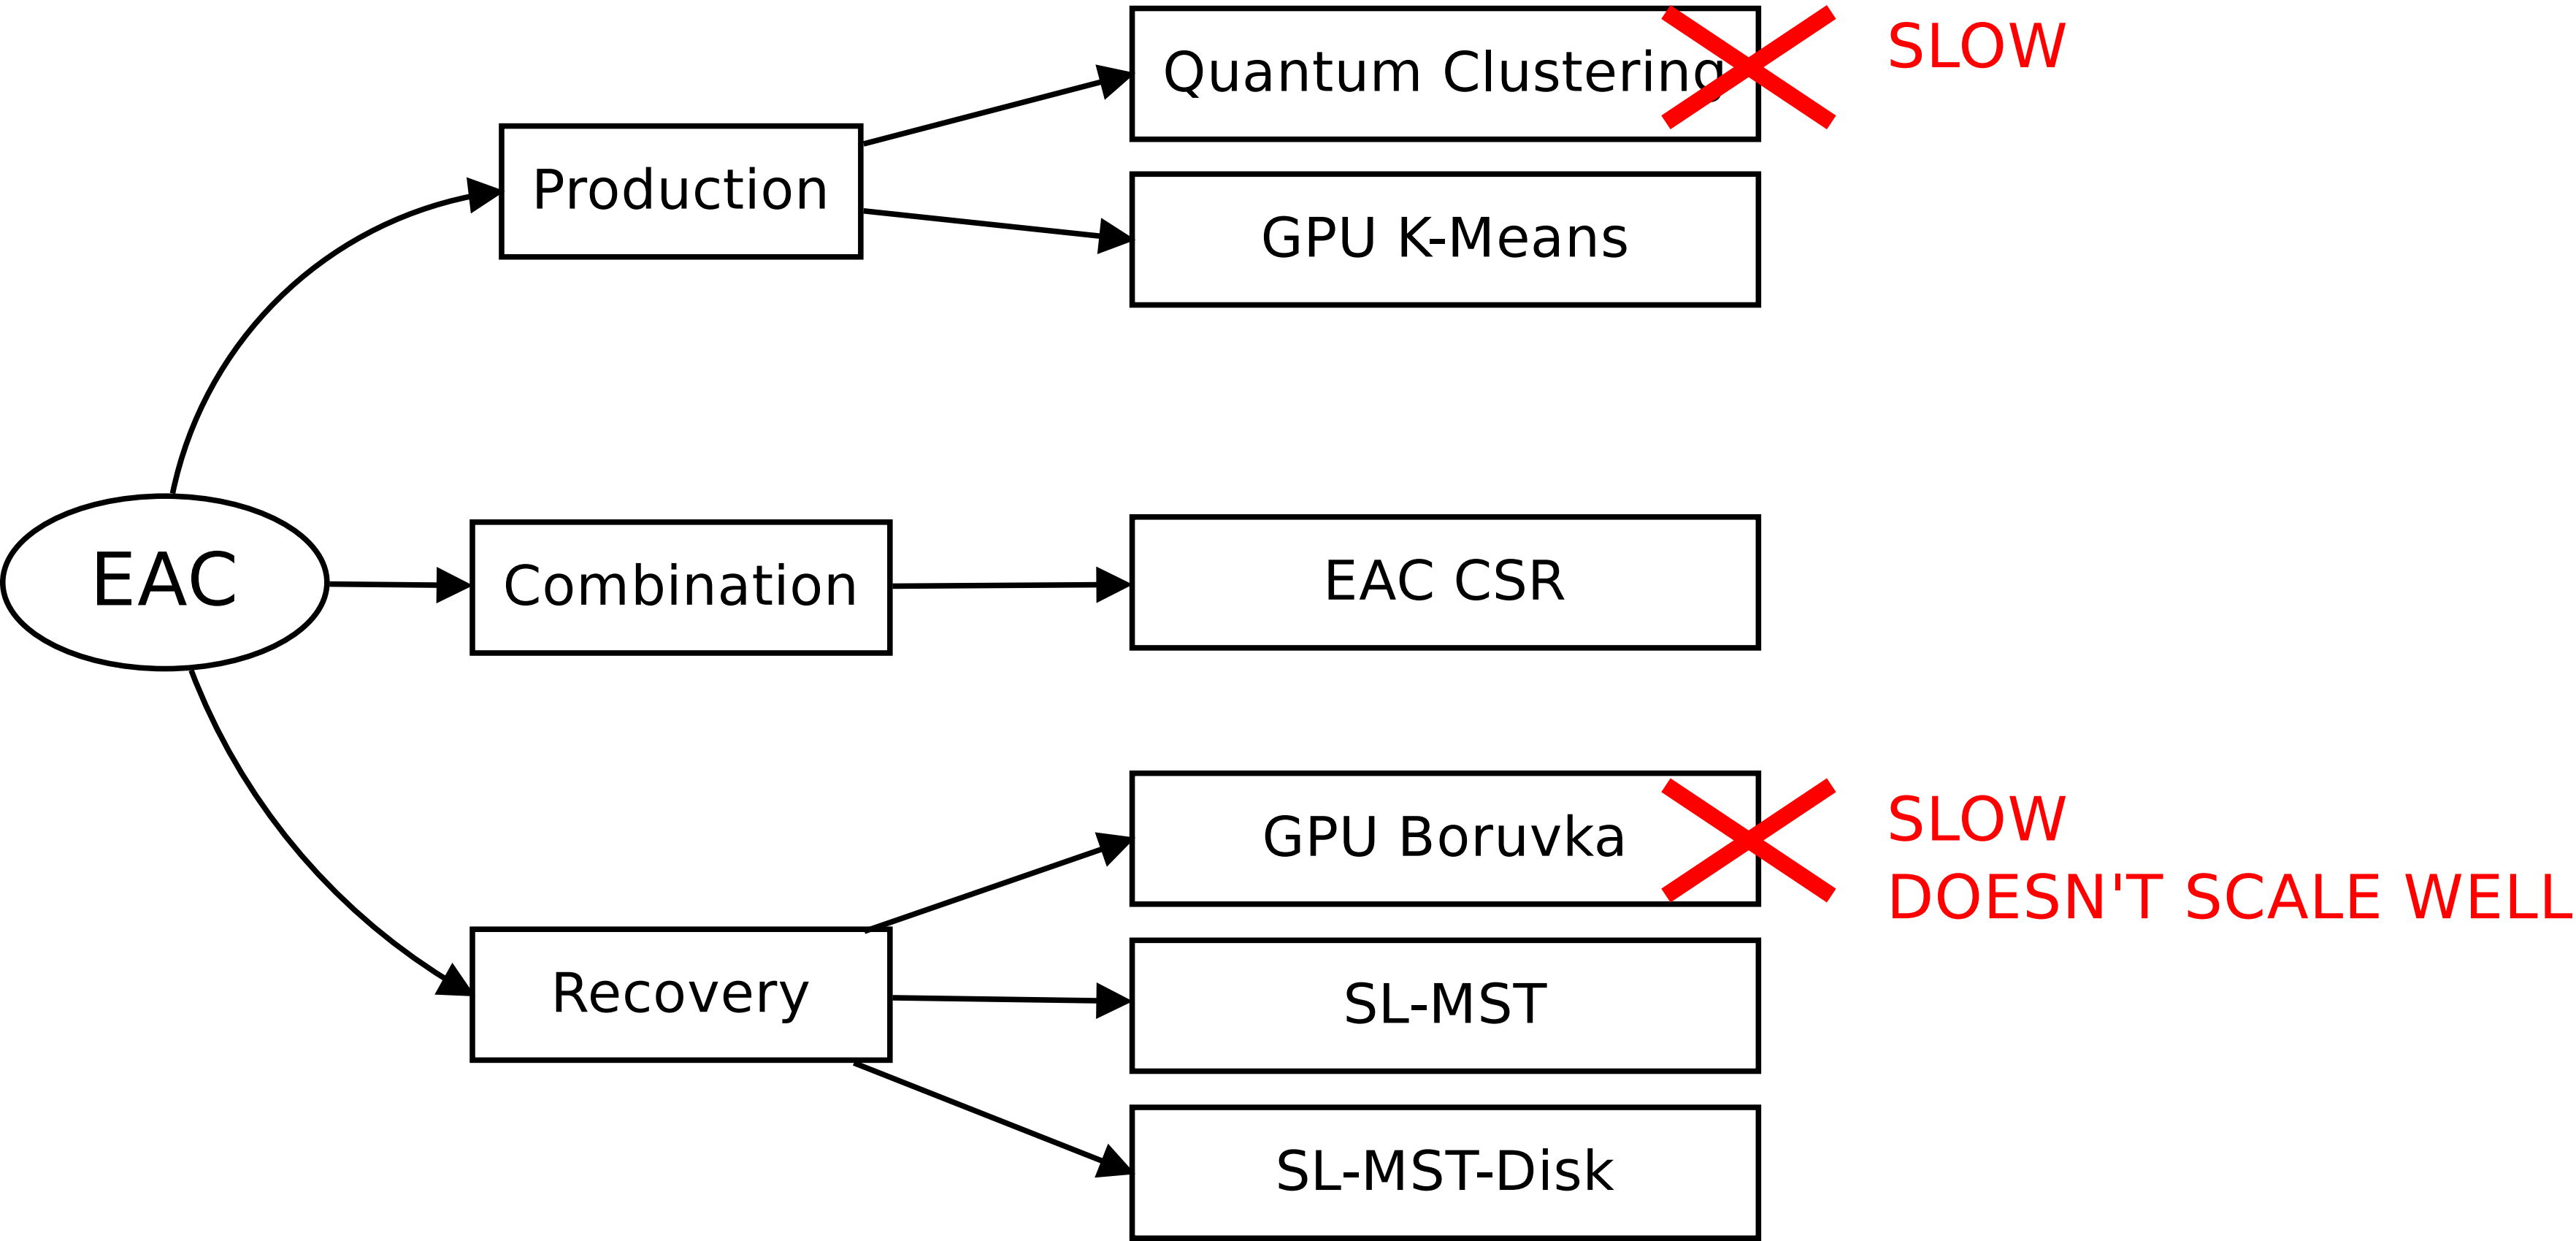 Quantum Clustering
SLOW
Production
GPU K-Means
EAC
Combination
EAC CSR
GPU Boruvka
SLOW
DOESN'T SCALE WELL
Recovery
SL-MST
SL-MST-Disk